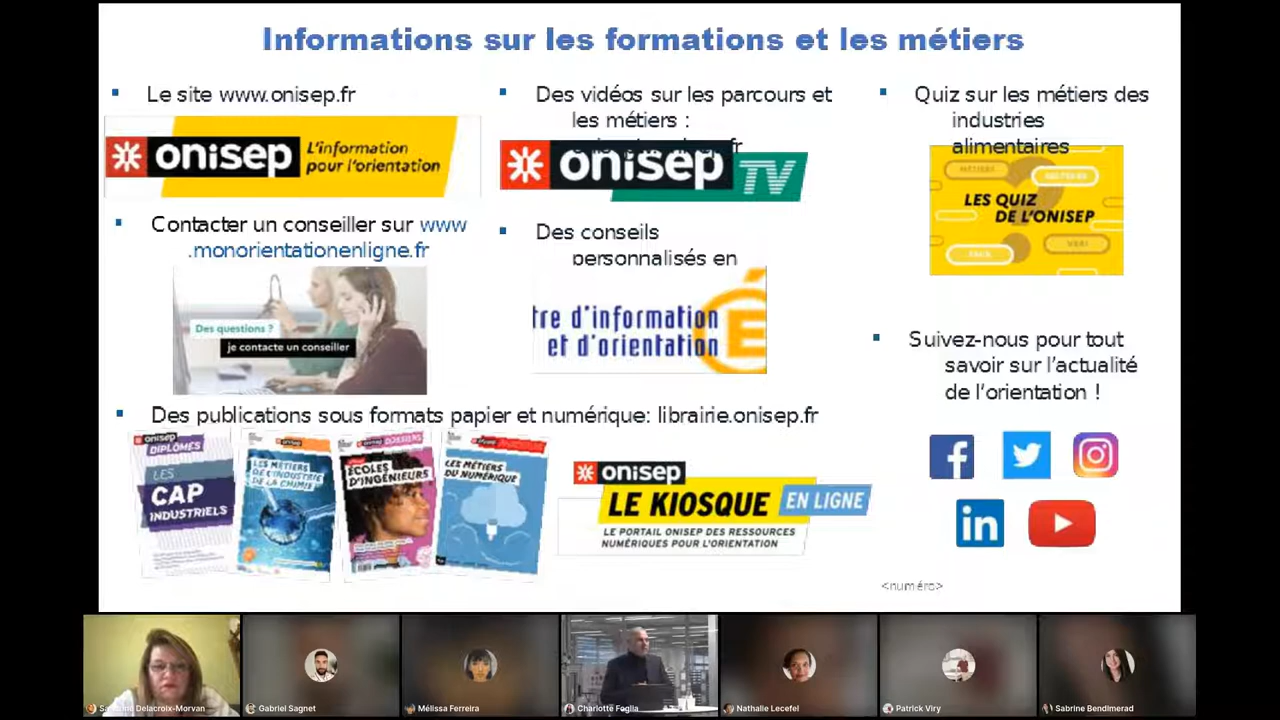 Informations sur les formations et les métiers
Le site www.onisep.fr
onisep
L'information
pour l'orientation
Contacter un conseiller sur www
.monorientationenligne.fr
Des questions ?
je contacte un conseiller
Des vidéos sur les parcours et
les métiers :
onisep
TV
Des conseils
personnalisés en
tre d'information
et d'orientation
É
Quiz sur les métiers des
industries
alimentaires
LES QUIZ
DE L'ONISEP
Suivez-nous pour tout
savoir sur l'actualité
de l'orientation !
Des publications sous formats papier et numérique: librairie.onisep.fr
onisep
DIPLÔMES
LES
CAP
INDUSTRIELS
LES MÉTIERS
DE L'INDUSTRIE
DE LA CHIMIE
DOSSIERS
ÉCOLES
D'INGÉNIEURS
LES MÉTIERS
DU NUMÉRIQUE
onisep
LE KIOSQUE
EN LIGNE
LE PORTAIL ONISEP DES RESSOURCES
NUMÉRIQUES POUR L'ORIENTATION
f
in
<numéro>
Delacroix-Morvan
Gabriel Sagnet
Mélissa Ferreira
Charlotte Foglia
Nathalie Lecefel
Patrick Viry
Sabrine Bendimerad